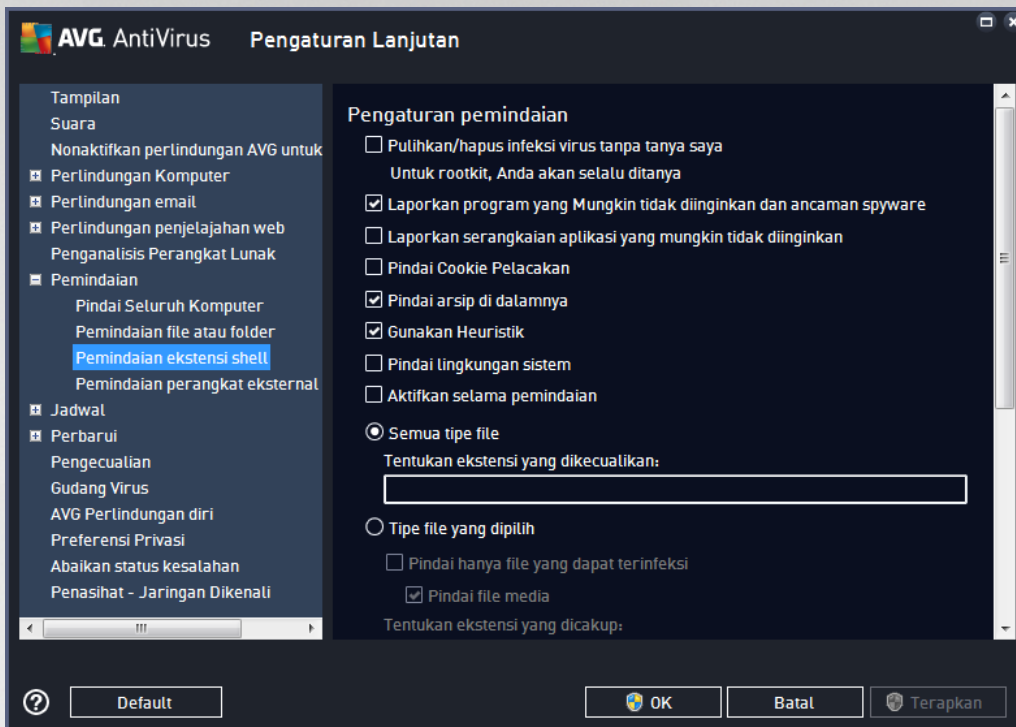 AVG AntiVirus Pengaturan Lanjutan
Tampilan
Suara
Nonaktifkan perlindungan AVG untuk
Perlindungan Komputer
Perlindungan email
Perlindungan penjelajahan web
Penganalisis Perangkat Lunak
Pemindaian
Pindai Seluruh Komputer
Pemindaian file atau folder
Pemindaian ekstensi shell
Pemindaian perangkat eksternal
Jadwal
Perbarui
Pengecualian
Gudang Virus
AVG Perlindungan diri
Preferensi Privasi
Abaikan status kesalahan
Penasihat - Jaringan Dikenali
Pengaturan pemindaian
Pulihkan/hapus infeksi virus tanpa tanya saya
Untuk rootkit, Anda akan selalu ditanya
Laporkan program yang Mungkin tidak diinginkan dan ancaman spyware
Laporkan serangkaian aplikasi yang mungkin tidak diinginkan
Pindai Cookie Pelacakan
Pindai arsip di dalamnya
Gunakan Heuristik
Pindai lingkungan sistem
Aktifkan selama pemindaian
Semua tipe file
Tentukan ekstensi yang dikecualikan:
Tipe file yang dipilih
Pindai hanya file yang dapat terinfeksi
Pindai file media
Tentukan ekstensi yang dicakup:
? Default OK Batal Terapkan